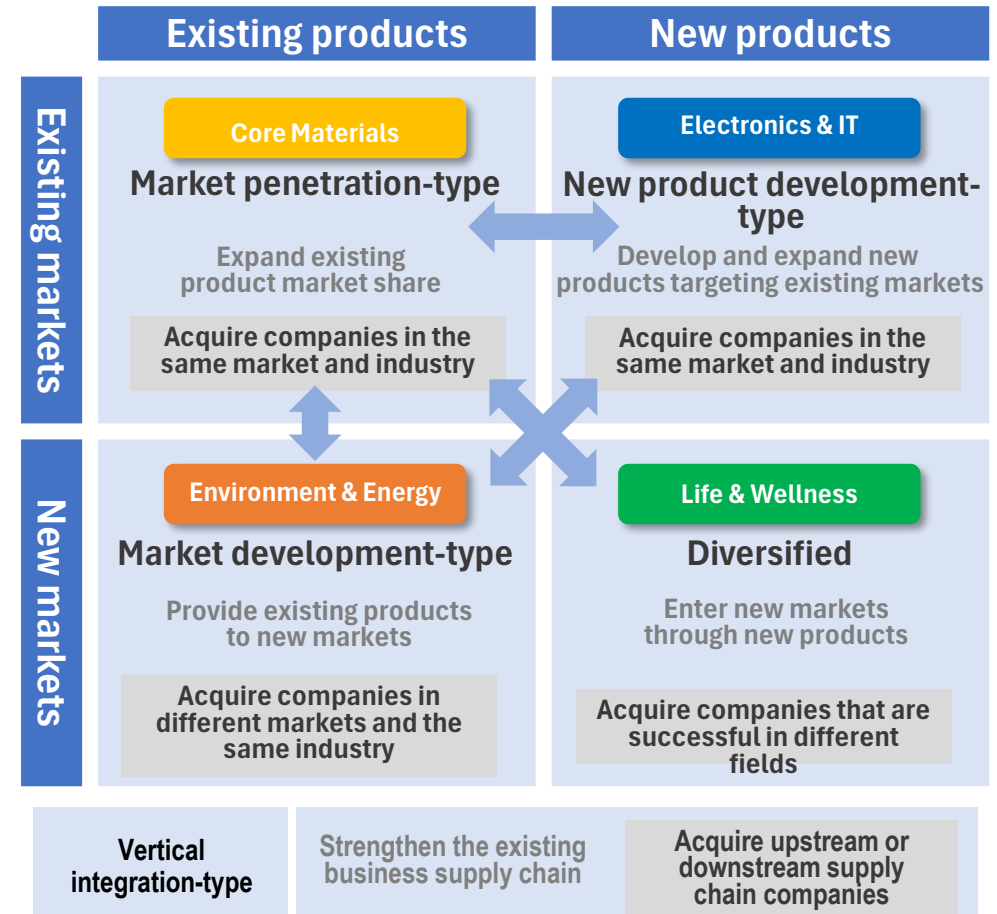 Existing products
New products
Existing markets
Core Materials
Market penetration-type
Expand existing
product market share
Acquire companies in the
same market and industry
Electronics & IT
New product development-
type
Develop and expand new
products targeting existing markets
Acquire companies in the
same market and industry
New markets
Environment & Energy
Market development-type
Provide existing products
to new markets
Acquire companies in
different markets and the
same industry
Life & Wellness
Diversified
Enter new markets
through new products
Acquire companies that are
successful in different
fields
Vertical
integration-type
Strengthen the existing
business supply chain
Acquire upstream or
downstream supply
chain companies